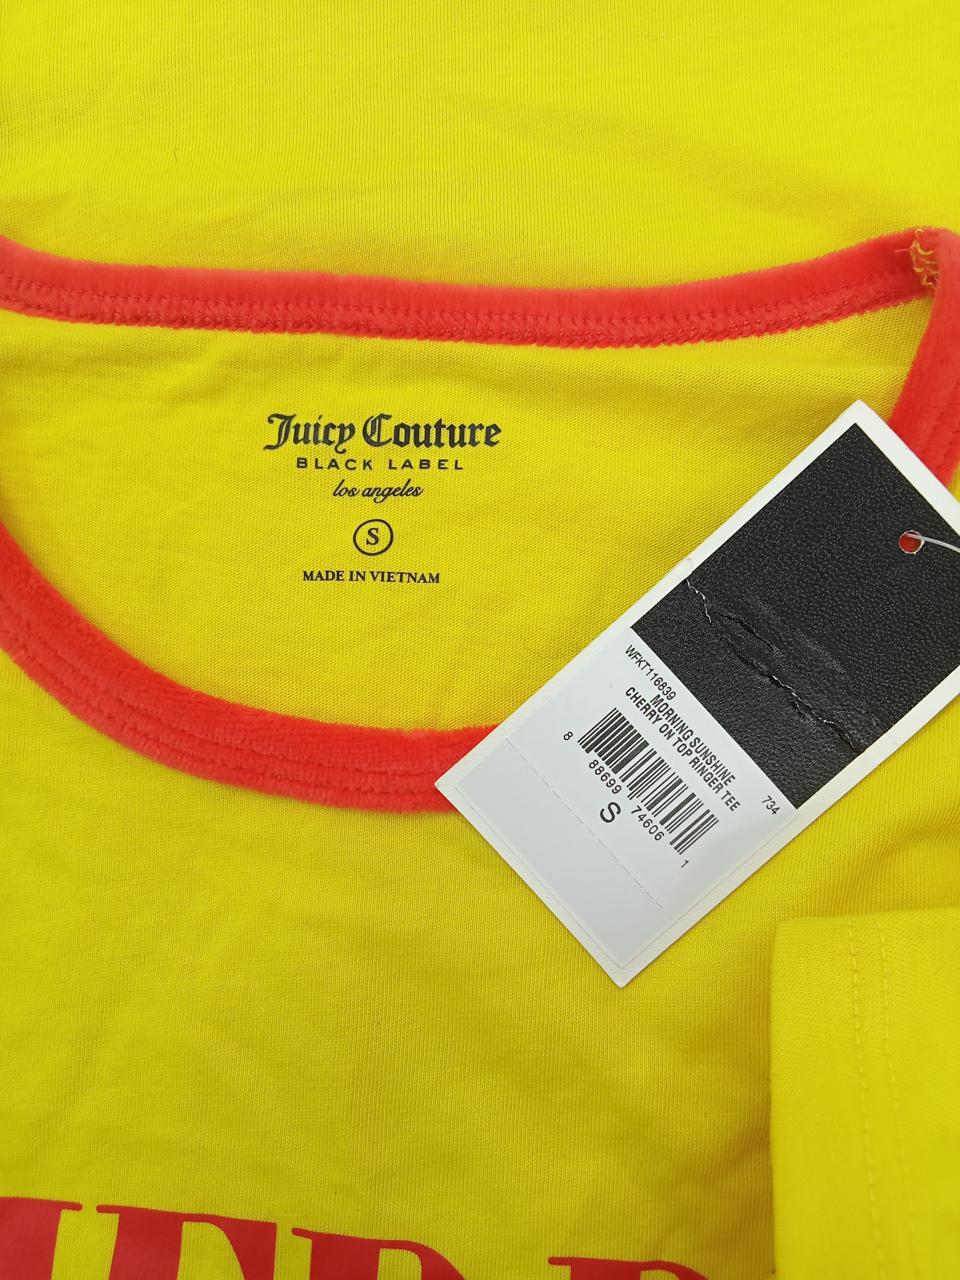 Juicy Couture
BLACK LABEL
los angeles
S
MADE IN VIETNAM
WFKT116839
MORNING SUNSHINE
734
CHERRY ON TOP RINGER TEE
8 88699 74606 1
S